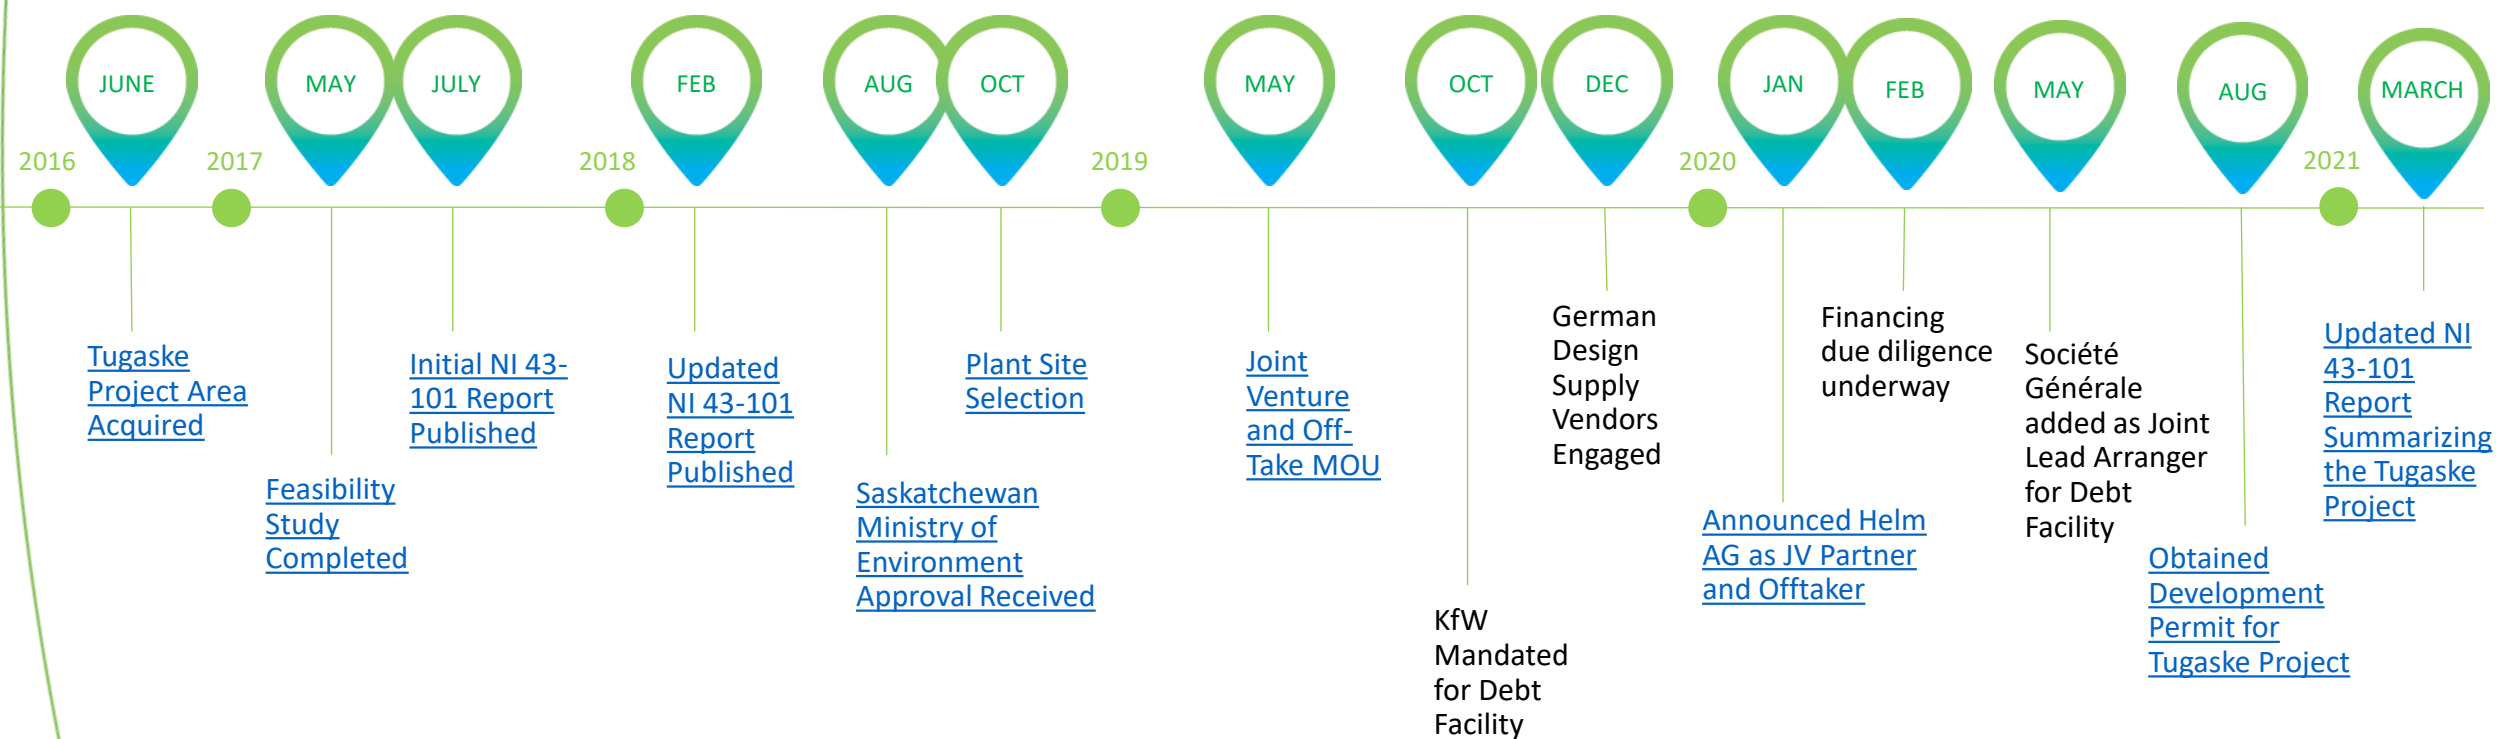 JUNE
MAY
JULY
FEB
AUG
OCT
MAY
OCT
DEC
JAN
FEB
MAY
AUG
MARCH
2016
2017
2018
2019
2020
2021
Tugaske
Project Area
Acquired
Feasibility
Study
Completed
Initial NI 43-
101 Report
Published
Updated
NI 43-101
Report
Published
Saskatchewan
Ministry of
Environment
Approval Received
Plant Site
Selection
Joint
Venture
and Off-
Take MOU
KfW
Mandated
for Debt
Facility
German
Design
Supply
Vendors
Engaged
Announced Helm
AG as JV Partner
and Offtaker
Financing
due diligence
underway
Société
Générale
added as Joint
Lead Arranger
for Debt
Facility
Obtained
Development
Permit for
Tugaske Project
Updated NI
43-101
Report
Summarizing
the Tugaske
Project